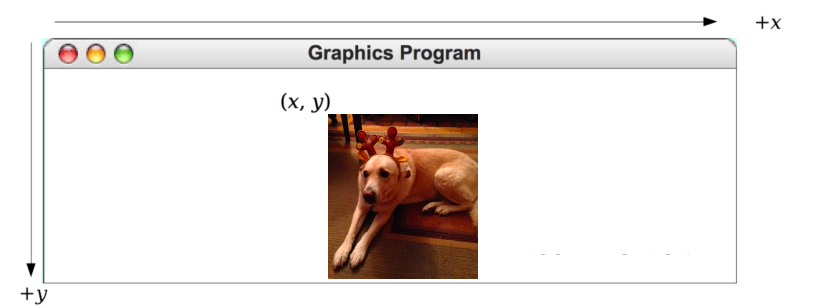 +x
Graphics Program
(x, y)
+y